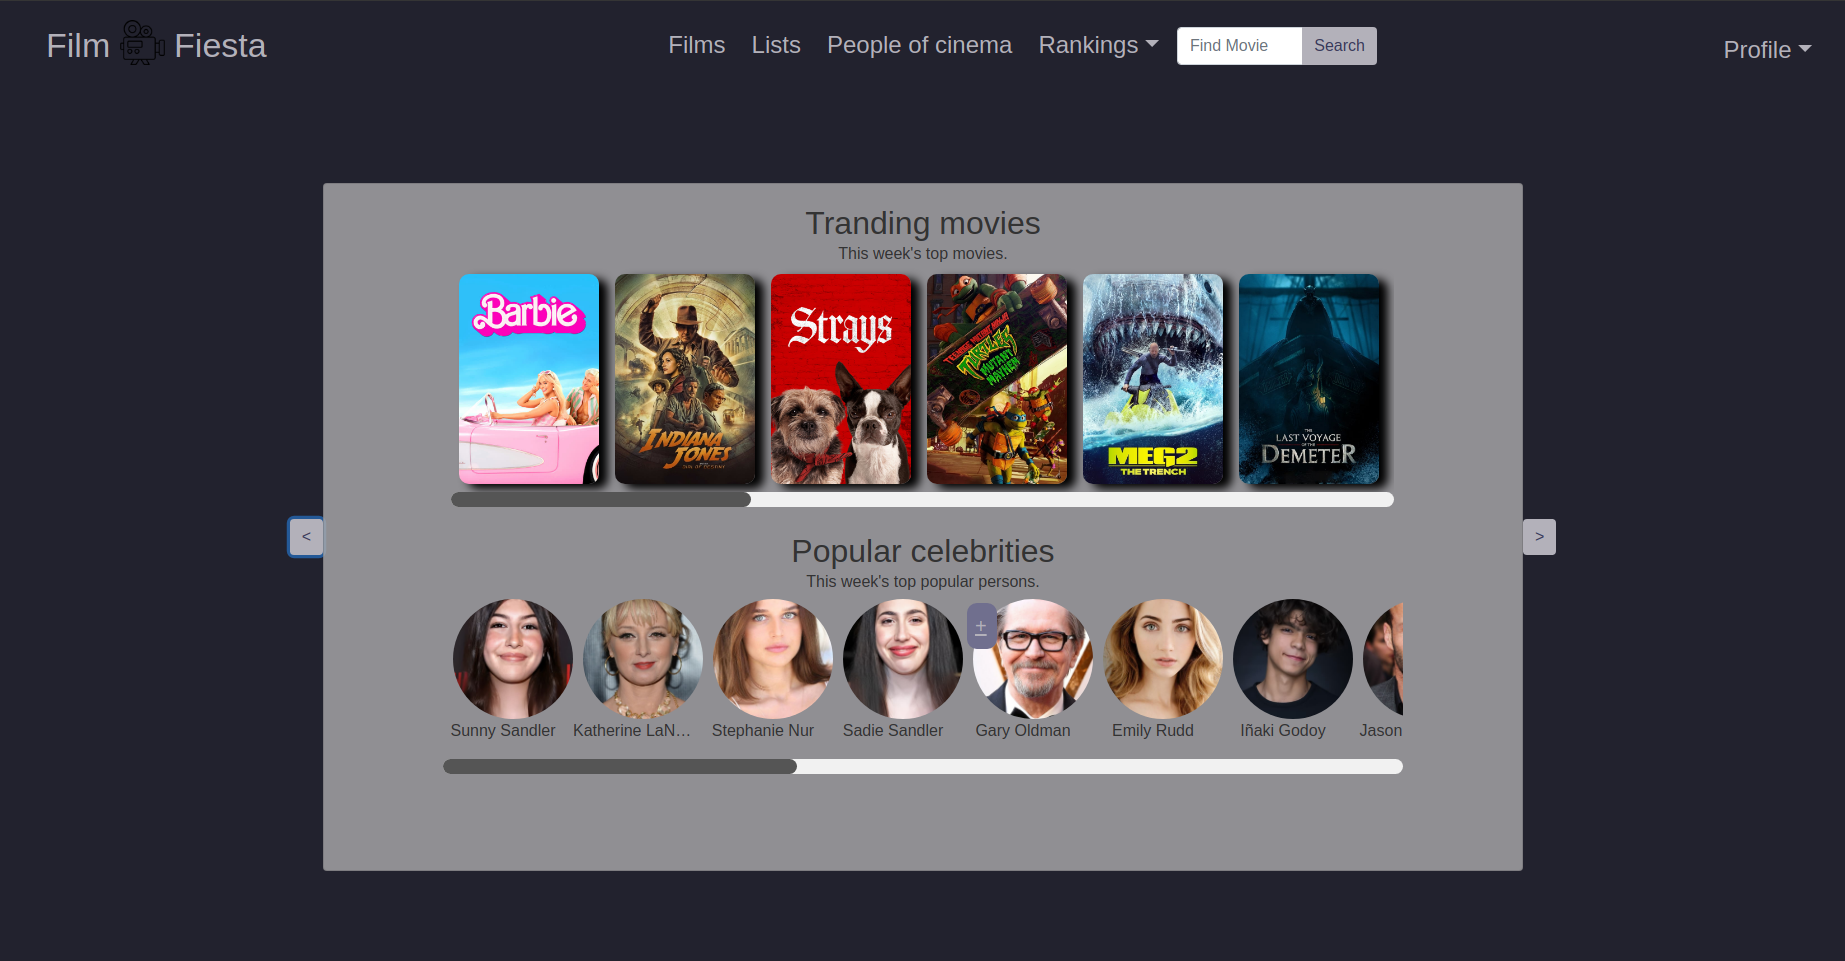 Film Fiesta
Films Lists People of cinema Rankings
Find Movie Search
Profile
Tranding movies
This week's top movies.
Barbie
INDIANA
JONES
Strays
TEENAGE MUTANT NINJA
TURTLES
MUTANT
MAYHEM
MEG2
THE TRENCH
THE
LAST VOYAGE
OF THE
DEMETER
< >
Popular celebrities
This week's top popular persons.
±
Sunny Sandler Katherine LaN… Stephanie Nur Sadie Sandler Gary Oldman Emily Rudd Iñaki Godoy Jason